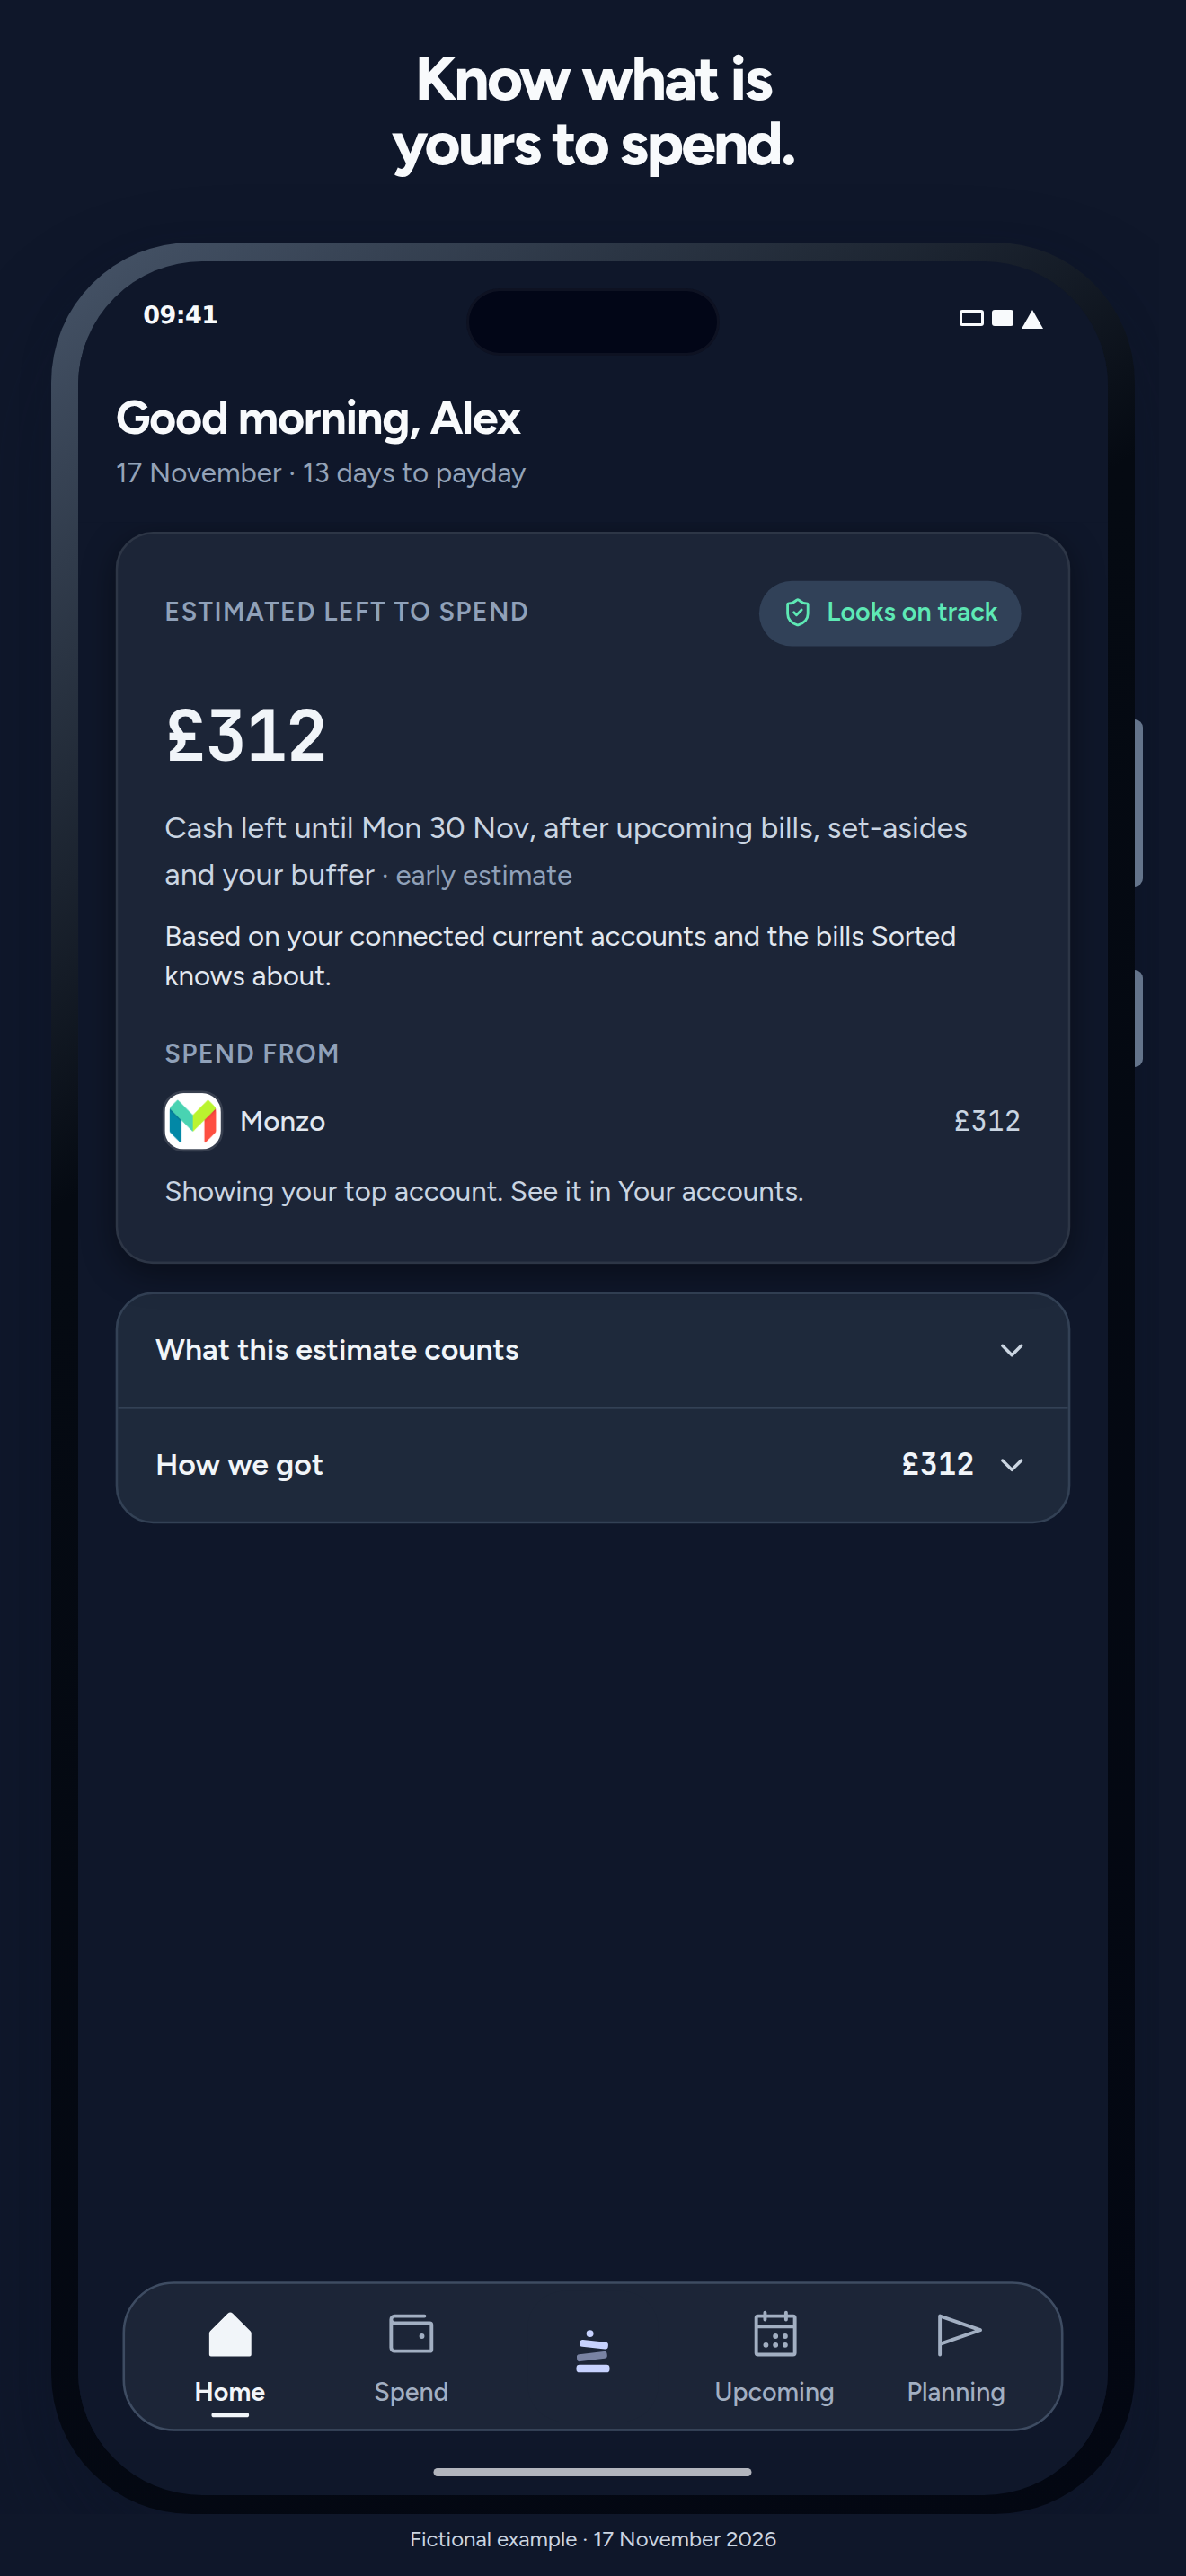 Know what is
yours to spend.
09:41
Good morning, Alex
17 November · 13 days to payday
ESTIMATED LEFT TO SPEND
Looks on track
£312
Cash left until Mon 30 Nov, after upcoming bills, set-asides
and your buffer · early estimate
Based on your connected current accounts and the bills Sorted
knows about.
SPEND FROM
Monzo £312
Showing your top account. See it in Your accounts.
What this estimate counts
How we got £312
Home Spend Upcoming Planning
Fictional example · 17 November 2026